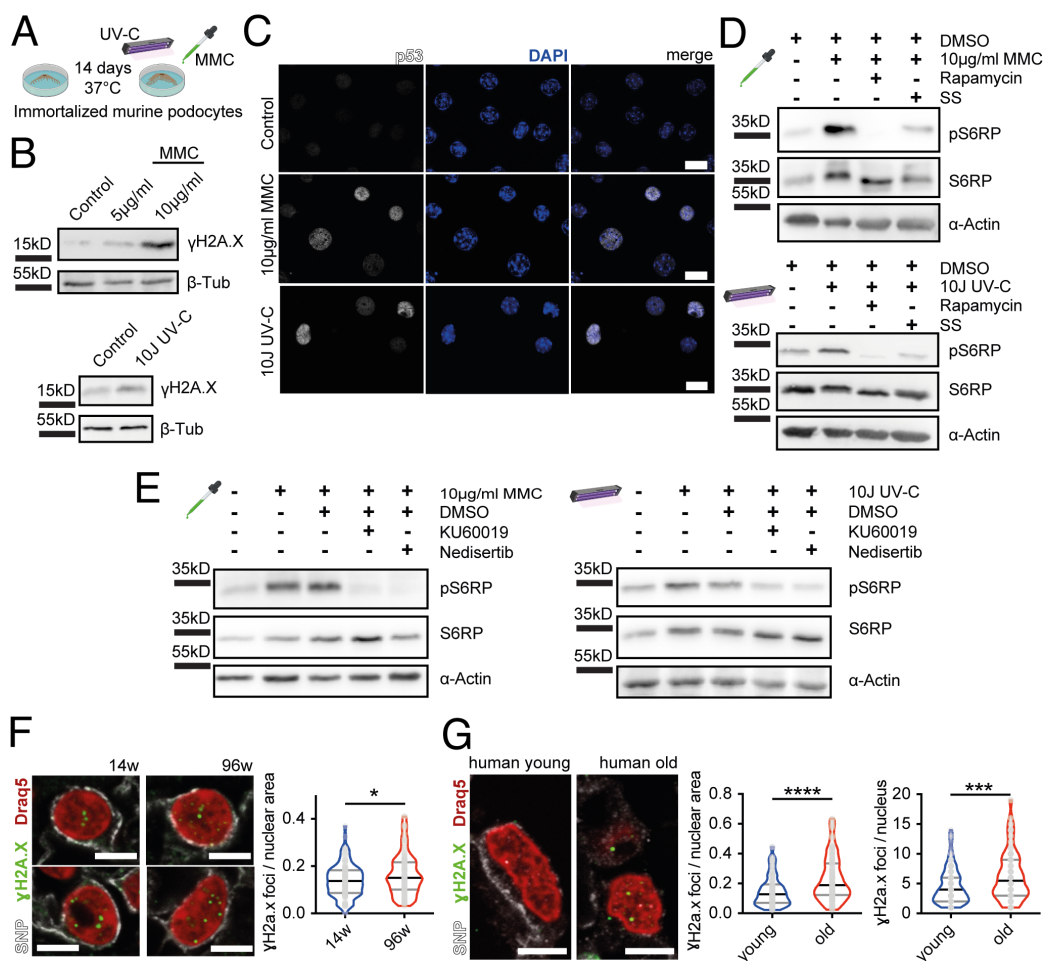 A
UV-C
MMC
14 days
37°C
Immortalized murine podocytes
B
MMC
Control
5µg/ml
10µg/ml
15kD
γH2A.X
55kD
β-Tub
Control
10J UV-C
15kD
γH2A.X
55kD
β-Tub
C
p53
DAPI
merge
Control
10µg/ml MMC
10J UV-C
D
+ + + + DMSO
- + + + 10µg/ml MMC
- - + - Rapamycin
- - - + SS
35kD
pS6RP
35kD
S6RP
55kD
α-Actin
+ + + + DMSO
- + + + 10J UV-C
- - + - Rapamycin
- - - + SS
35kD
pS6RP
35kD
S6RP
55kD
α-Actin
E
- + + + + 10µg/ml MMC
- - + + + DMSO
- - - + - KU60019
- - - - + Nedisertib
35kD
pS6RP
35kD
S6RP
55kD
α-Actin
- + + + + 10J UV-C
- - + + + DMSO
- - - + - KU60019
- - - - + Nedisertib
35kD
pS6RP
35kD
S6RP
55kD
α-Actin
F
14w
96w
SNP ɣH2A.X Draq5
ɣH2a.x foci / nuclear area
*
0.4
0.2
0.0
14w
96w
G
human young
human old
SNP ɣH2A.X Draq5
ɣH2a.x foci / nuclear area
****
0.8
0.6
0.4
0.2
0.0
young
old
ɣH2a.x foci / nucleus
***
20
15
10
5
0
young
old